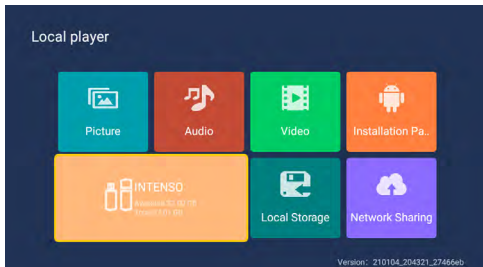 Local player
Picture
Audio
Video
Installation Pa..
INTENSO
Local Storage
Network Sharing
Version: 210104_204321_27466eb